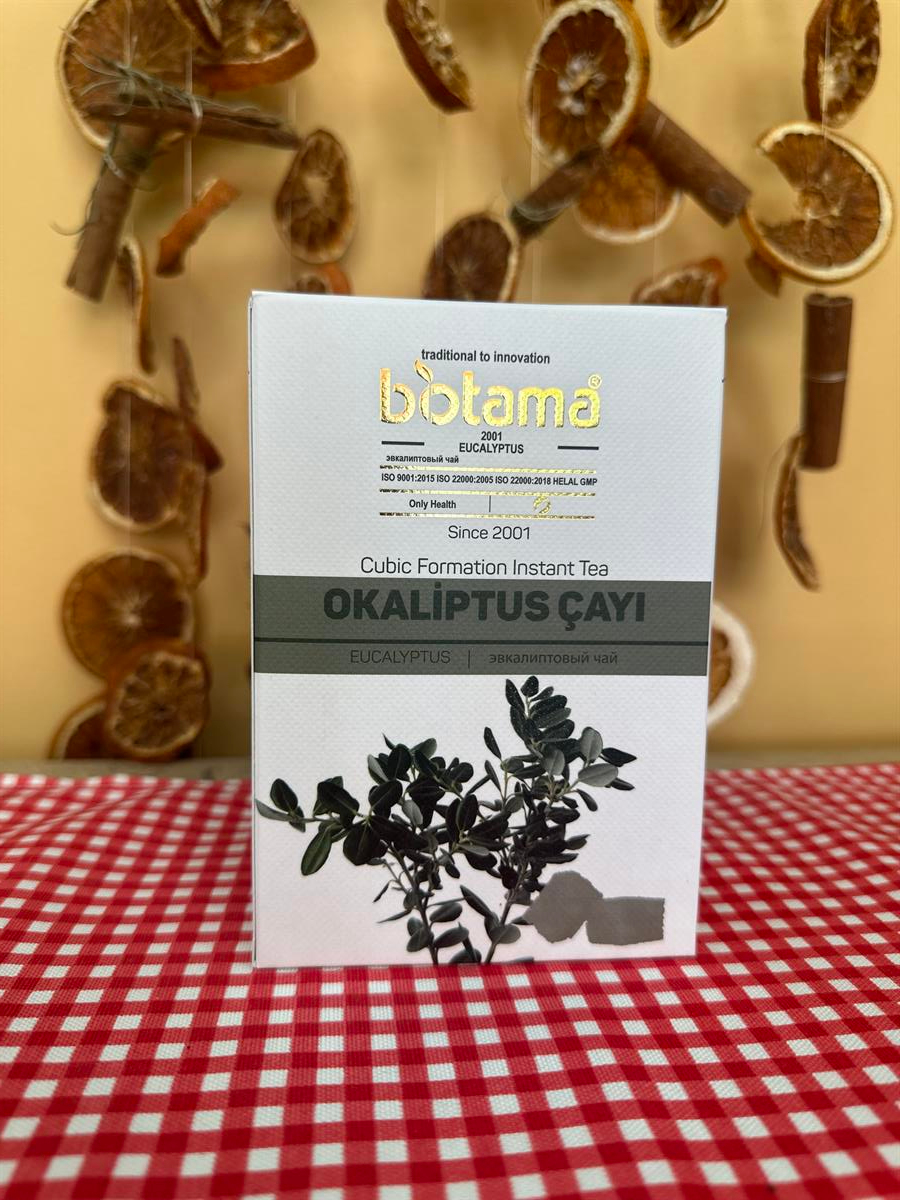 traditional to innovation
botama®
2001
EUCALYPTUS
эвкалиптовый чай
ISO 9001:2015 ISO 22000:2005 ISO 22000:2018 HELAL GMP
Only Health
Since 2001
Cubic Formation Instant Tea
OKALİPTUS ÇAYI
EUCALYPTUS | эвкалиптовый чай